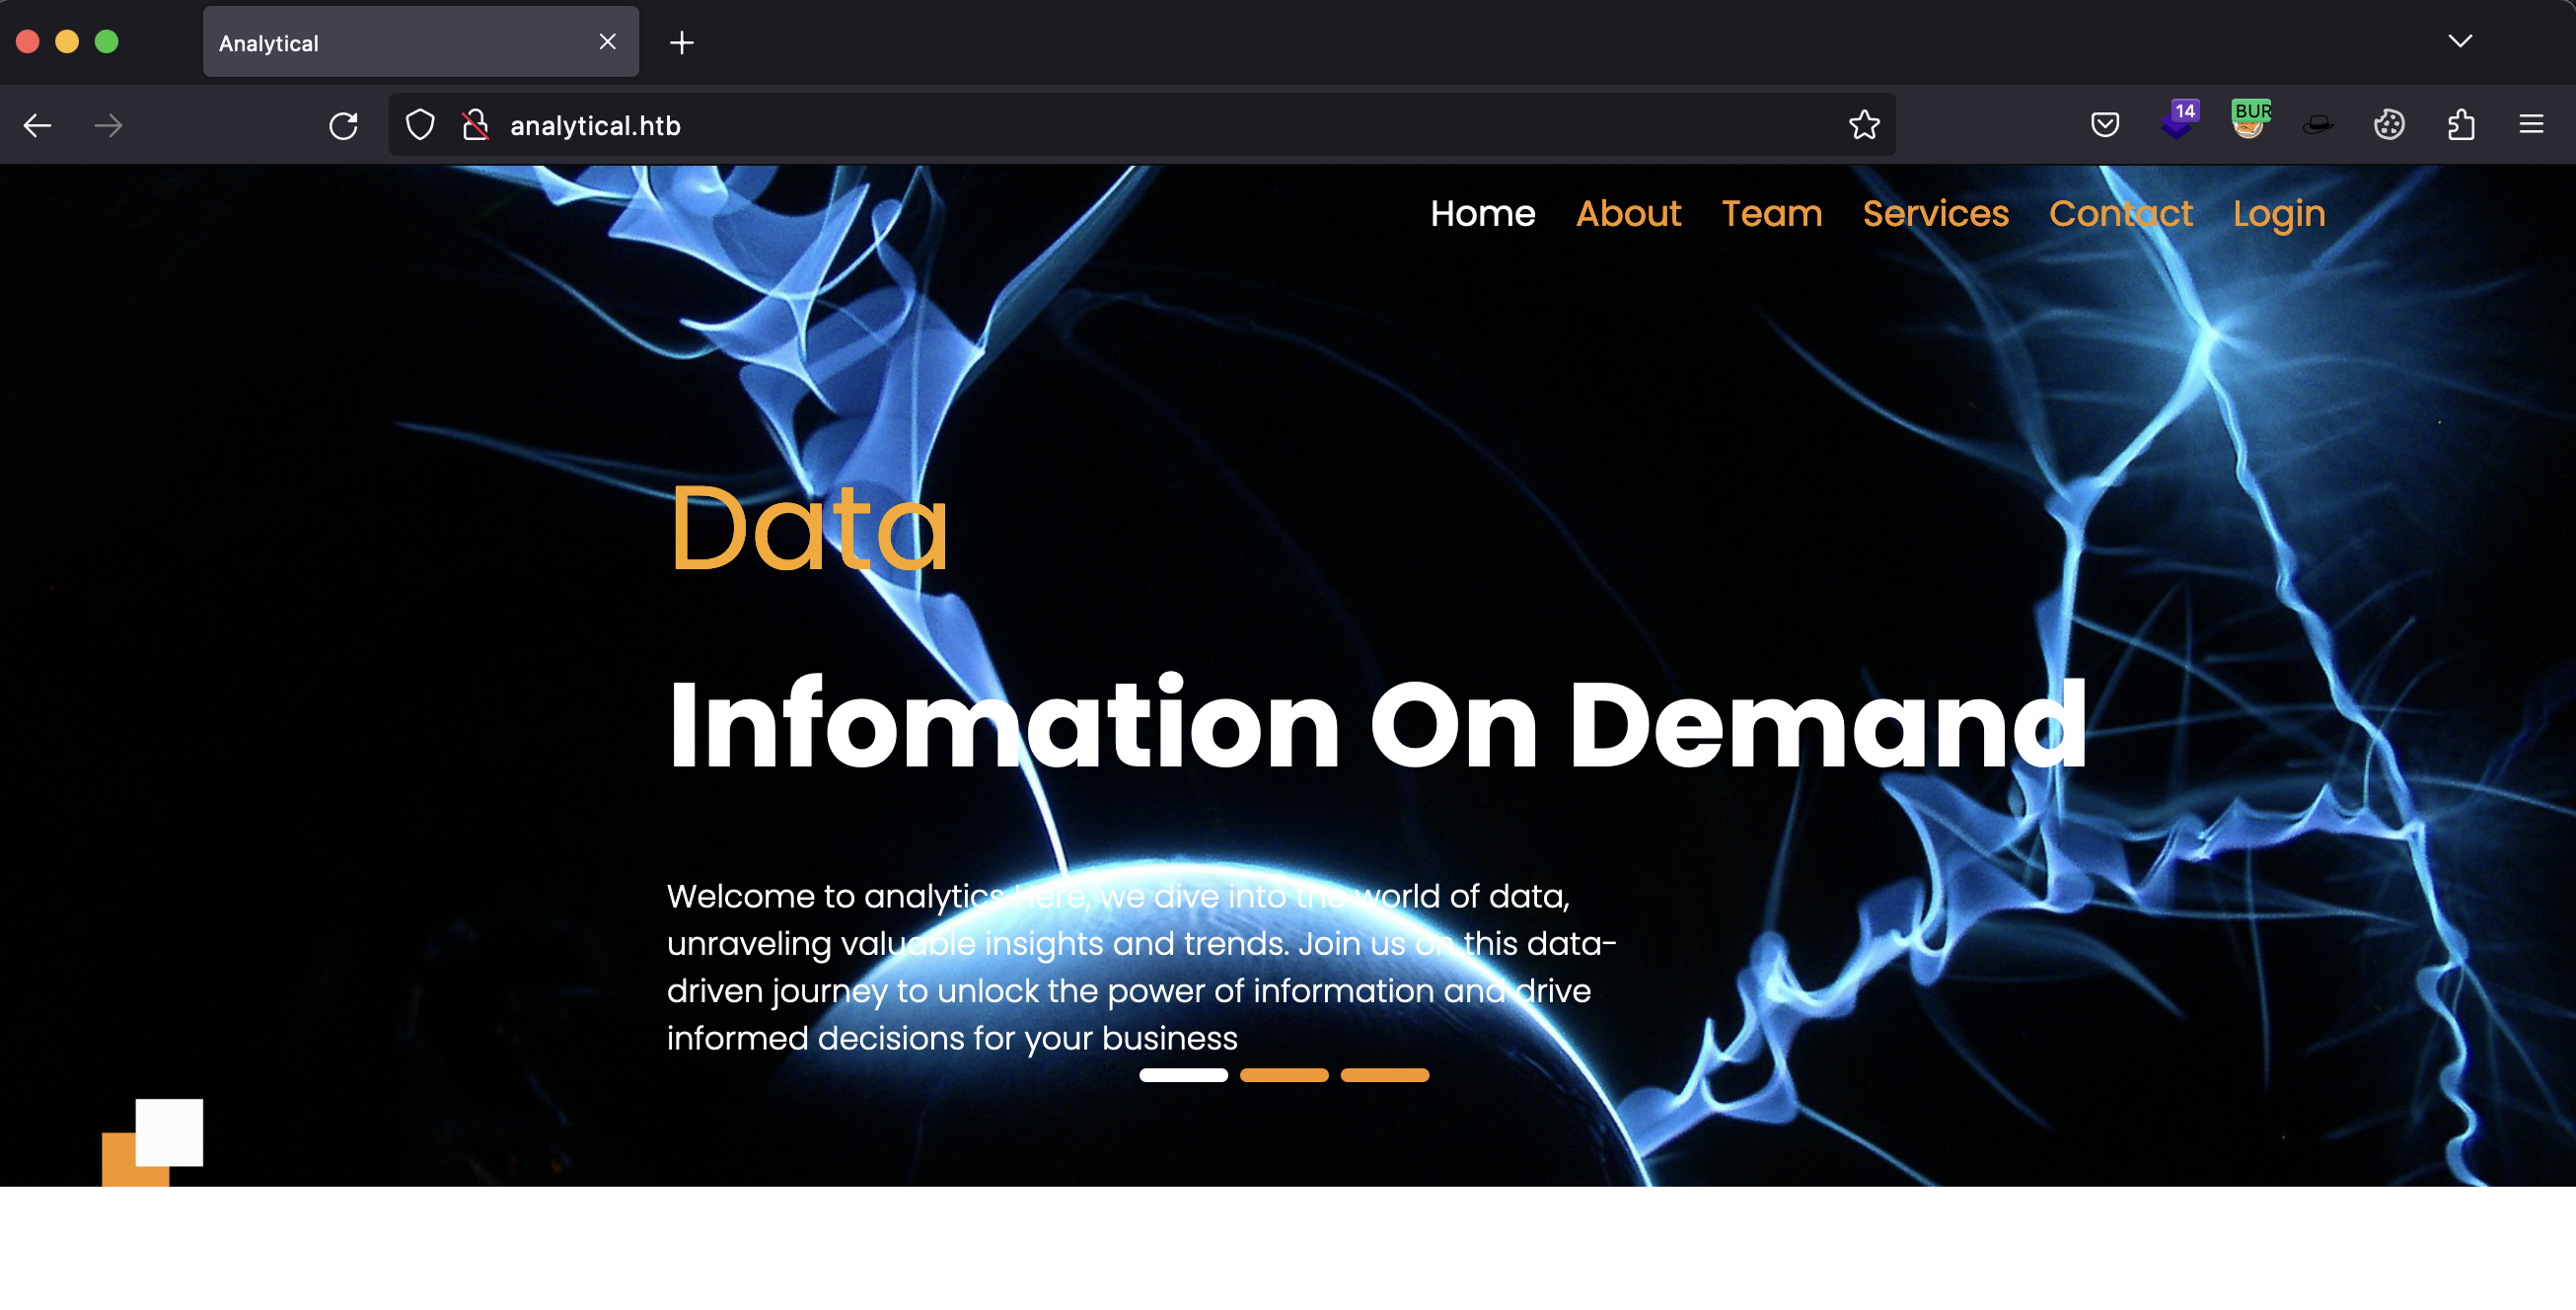 Analytical
analytical.htb
14
BUR
Home About Team Services Contact Login
Data
Infomation On Demand
Welcome to analytics Here, we dive into the world of data,
unraveling valuable insights and trends. Join us on this data-
driven journey to unlock the power of information and drive
informed decisions for your business